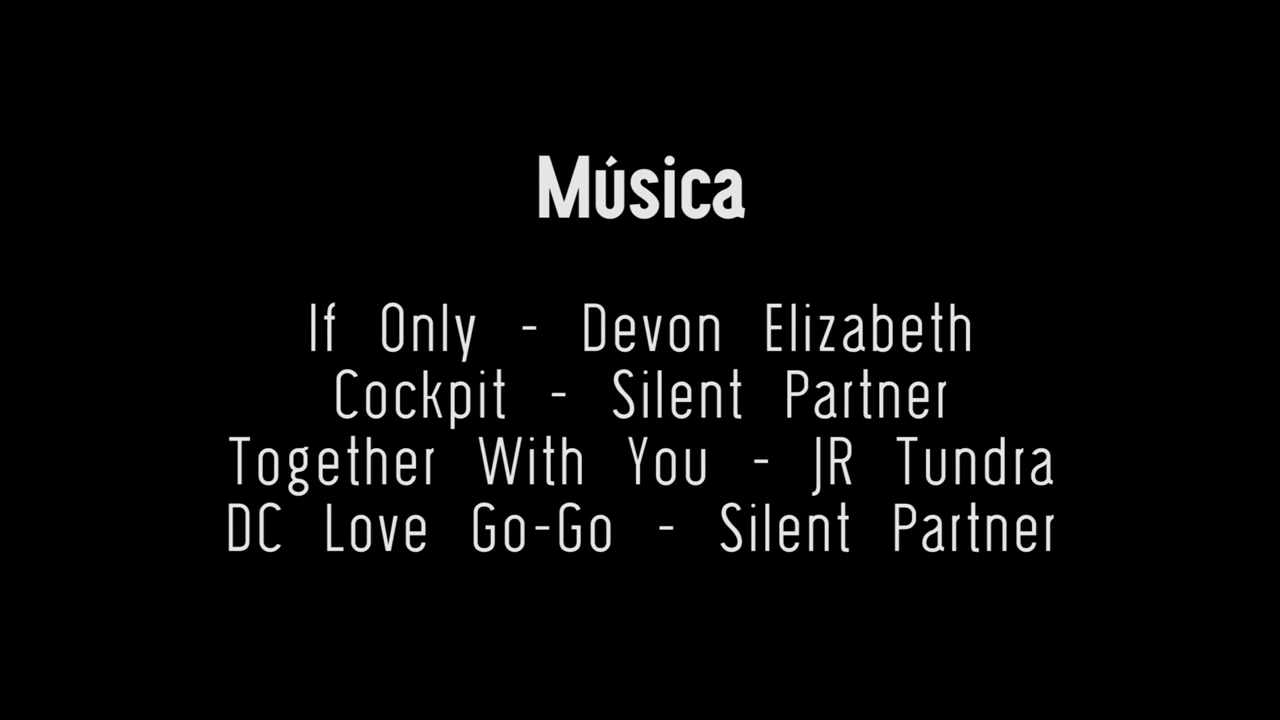 Música
If Only - Devon Elizabeth
Cockpit - Silent Partner
Together With You - JR Tundra
DC Love Go-Go - Silent Partner